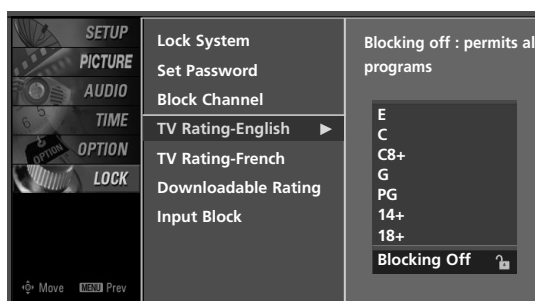 SETUP
PICTURE
AUDIO
TIME
OPTION
LOCK
Move MENU Prev
Lock System
Set Password
Block Channel
TV Rating-English
TV Rating-French
Downloadable Rating
Input Block
Blocking off : permits al
programs
E
C
C8+
G
PG
14+
18+
Blocking Off